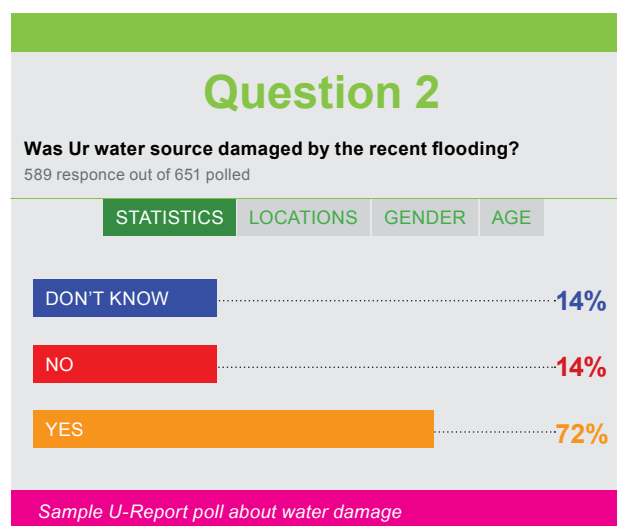 Question 2
Was Ur water source damaged by the recent flooding?
589 responce out of 651 polled
STATISTICS LOCATIONS GENDER AGE
DON'T KNOW 14%
NO 14%
YES 72%
Sample U-Report poll about water damage